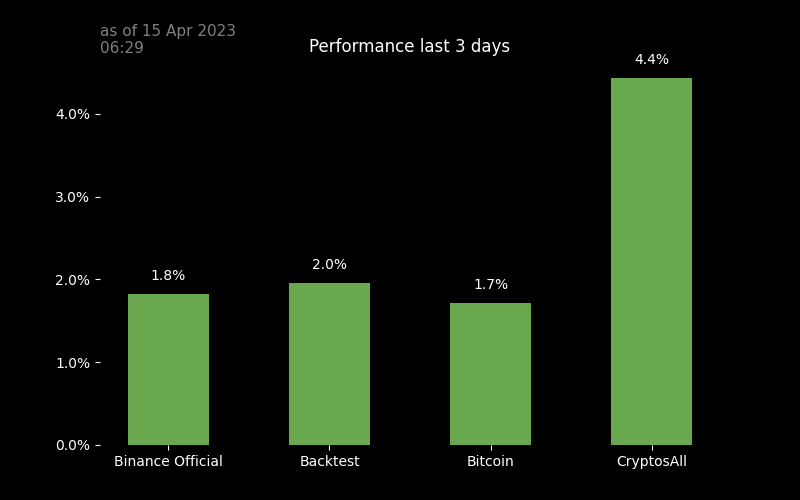 as of 15 Apr 2023
06:29
Performance last 3 days
4.4%
4.0%
3.0%
2.0%
2.0%
1.8%
1.7%
1.0%
0.0%
Binance Official
Backtest
Bitcoin
CryptosAll